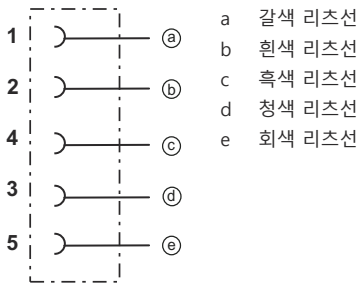 1 ⓐ
2 ⓑ
4 ⓒ
3 ⓓ
5 ⓔ
a 갈색 리츠선
b 흰색 리츠선
c 흑색 리츠선
d 청색 리츠선
e 회색 리츠선